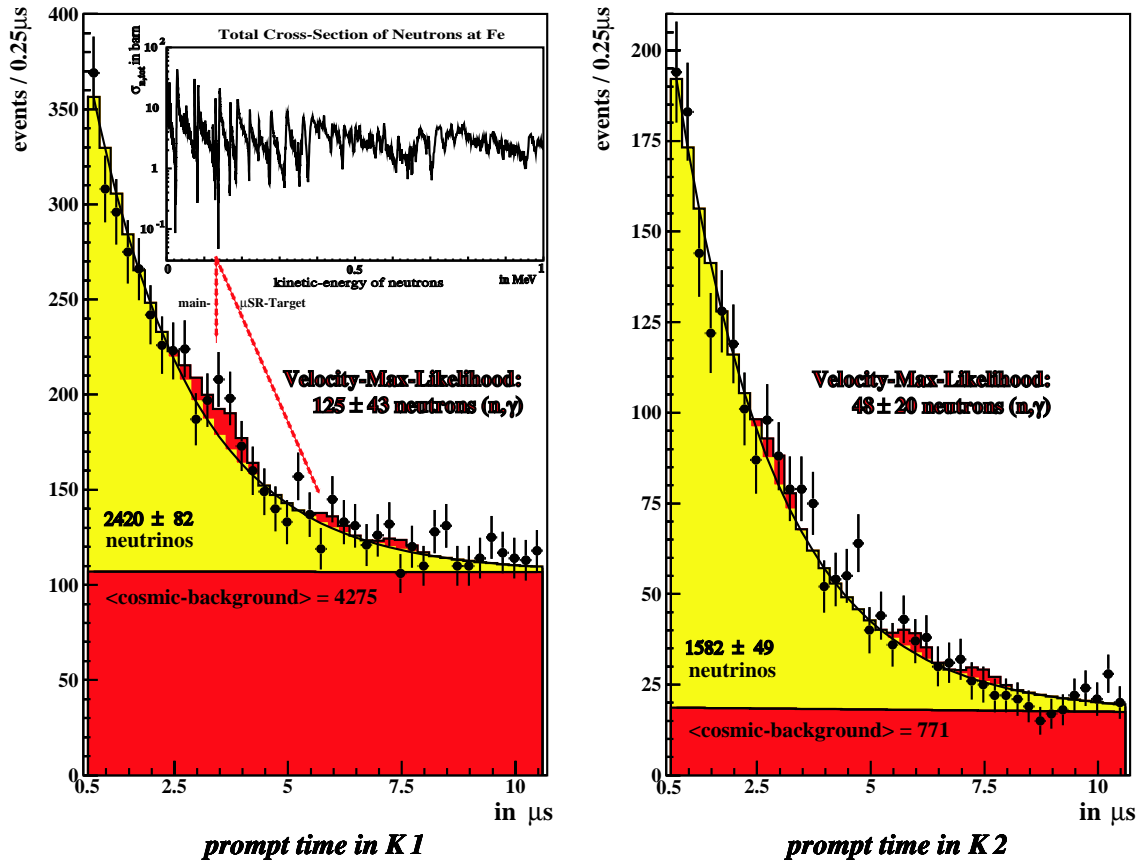 events / 0.25μs
400
350
300
250
200
150
100
50
0
0.5
2.5
5
7.5
10
in μs
prompt time in K 1
Total Cross-Section of Neutrons at Fe
σn,tot in barn
10²
10
1
10⁻¹
0
0.5
1
kinetic-energy of neutrons
in MeV
main-
μSR-Target
Velocity-Max-Likelihood:
125 ± 43 neutrons (n,γ)
2420 ± 82
neutrinos
<cosmic-background> = 4275
events / 0.25μs
200
175
150
125
100
75
50
25
0
0.5
2.5
5
7.5
10
in μs
prompt time in K 2
Velocity-Max-Likelihood:
48 ± 20 neutrons (n,γ)
1582 ± 49
neutrinos
<cosmic-background> = 771